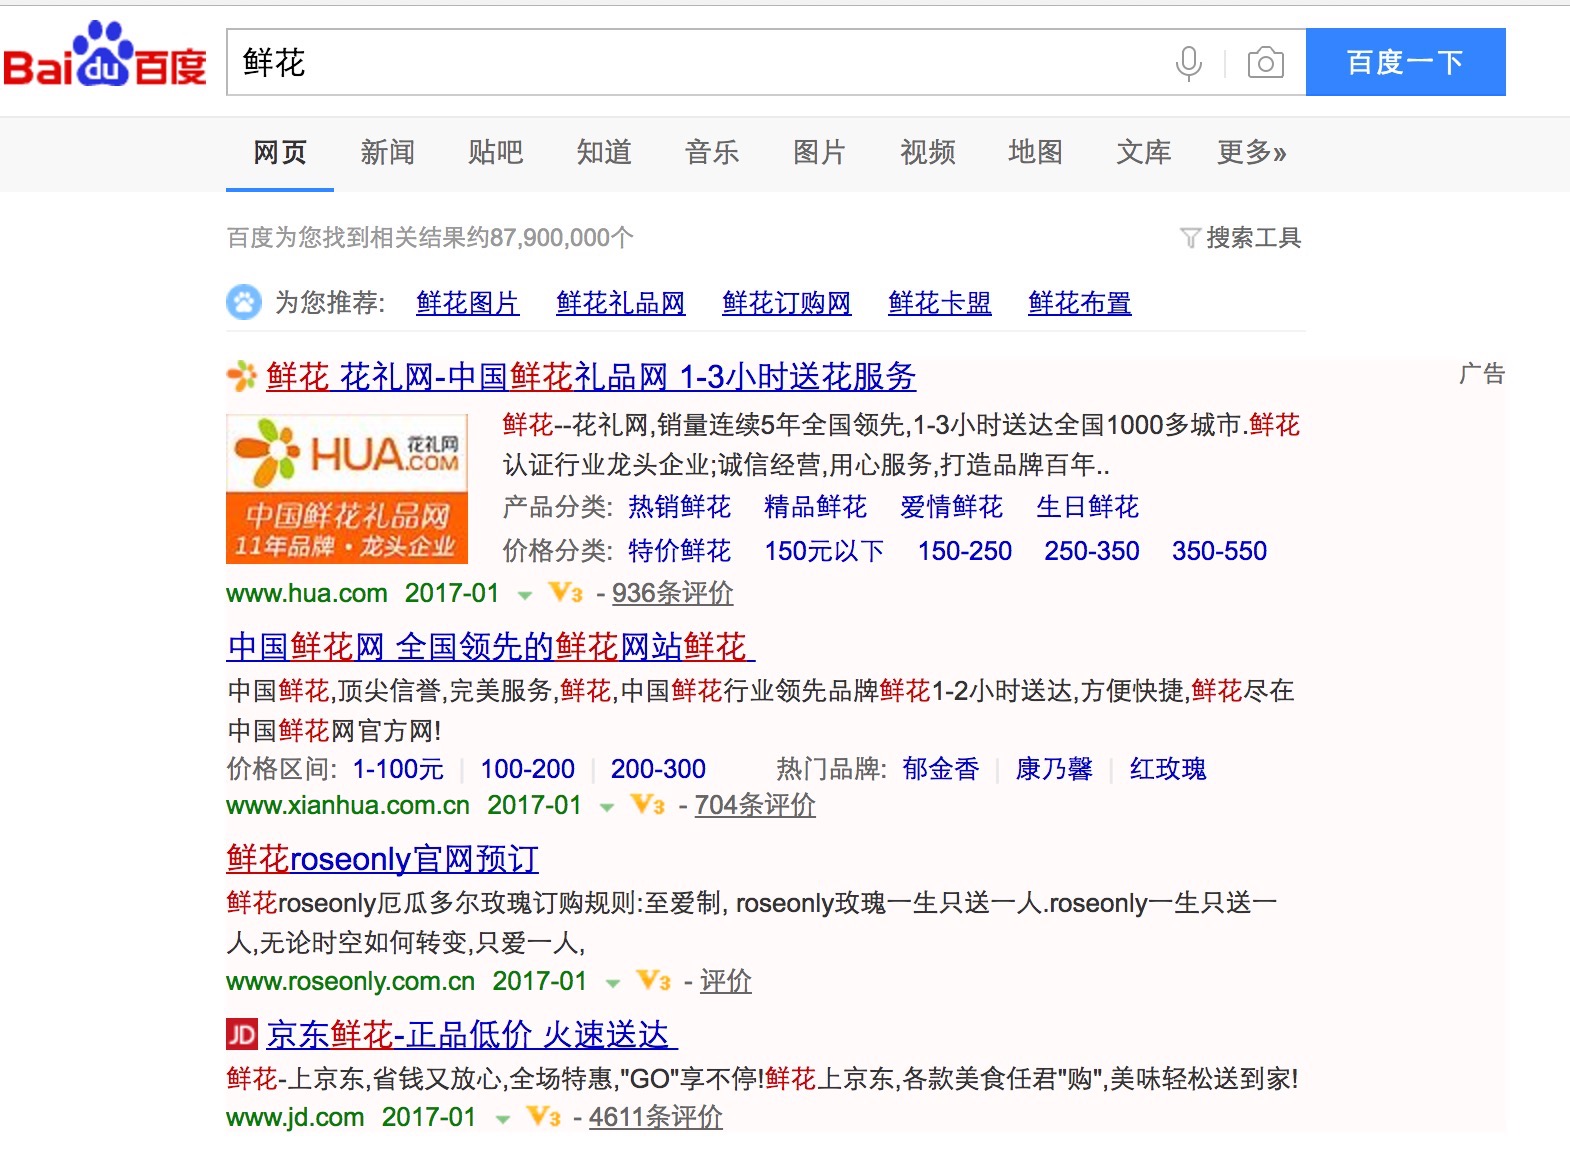 Bai du 百度
鲜花
百度一下
网页 新闻 贴吧 知道 音乐 图片 视频 地图 文库 更多»
百度为您找到相关结果约87,900,000个
搜索工具
为您推荐: 鲜花图片 鲜花礼品网 鲜花订购网 鲜花卡盟 鲜花布置
鲜花 花礼网-中国鲜花礼品网 1-3小时送花服务
广告
HUA.COM 花礼网
中国鲜花礼品网
11年品牌·龙头企业
鲜花--花礼网,销量连续5年全国领先,1-3小时送达全国1000多城市.鲜花
认证行业龙头企业;诚信经营,用心服务,打造品牌百年..
产品分类: 热销鲜花 精品鲜花 爱情鲜花 生日鲜花
价格分类: 特价鲜花 150元以下 150-250 250-350 350-550
www.hua.com 2017-01 V3 - 936条评价
中国鲜花网 全国领先的鲜花网站鲜花
中国鲜花,顶尖信誉,完美服务,鲜花,中国鲜花行业领先品牌鲜花1-2小时送达,方便快捷,鲜花尽在
中国鲜花网官方网!
价格区间: 1-100元 | 100-200 | 200-300 热门品牌: 郁金香 | 康乃馨 | 红玫瑰
www.xianhua.com.cn 2017-01 V3 - 704条评价
鲜花roseonly官网预订
鲜花roseonly厄瓜多尔玫瑰订购规则:至爱制, roseonly玫瑰一生只送一人.roseonly一生只送一
人,无论时空如何转变,只爱一人,
www.roseonly.com.cn 2017-01 V3 - 评价
JD 京东鲜花-正品低价 火速送达
鲜花-上京东,省钱又放心,全场特惠,"GO"享不停!鲜花上京东,各款美食任君"购",美味轻松送到家!
www.jd.com 2017-01 V3 - 4611条评价